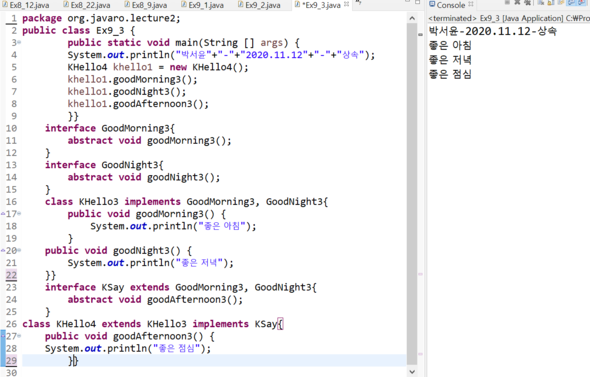 Ex8_12.java Ex8_22.java Ex8_9.java Ex9_1.java Ex9_2.java *Ex9_3.java
Console
<terminated> Ex9_3 [Java Application] C:₩Pro
1 package org.javaro.lecture2;
2 public class Ex9_3 {
3 public static void main(String [] args) {
4 System.out.println("박서윤"+"-"+"2020.11.12"+"-"+"상속");
5 KHello4 khello1 = new KHello4();
6 khello1.goodMorning3();
7 khello1.goodNight3();
8 khello1.goodAfternoon3();
9 }}
10 interface GoodMorning3{
11 abstract void goodMorning3();
12 }
13 interface GoodNight3{
14 abstract void goodNight3();
15 }
16 class KHello3 implements GoodMorning3, GoodNight3{
17 public void goodMorning3() {
18 System.out.println("좋은 아침");
19 }
20 public void goodNight3() {
21 System.out.println("좋은 저녁");
22 }}
23 interface KSay extends GoodMorning3, GoodNight3{
24 abstract void goodAfternoon3();
25 }
26 class KHello4 extends KHello3 implements KSay{
27 public void goodAfternoon3() {
28 System.out.println("좋은 점심");
29 }}
30
박서윤-2020.11.12-상속
좋은 아침
좋은 저녁
좋은 점심